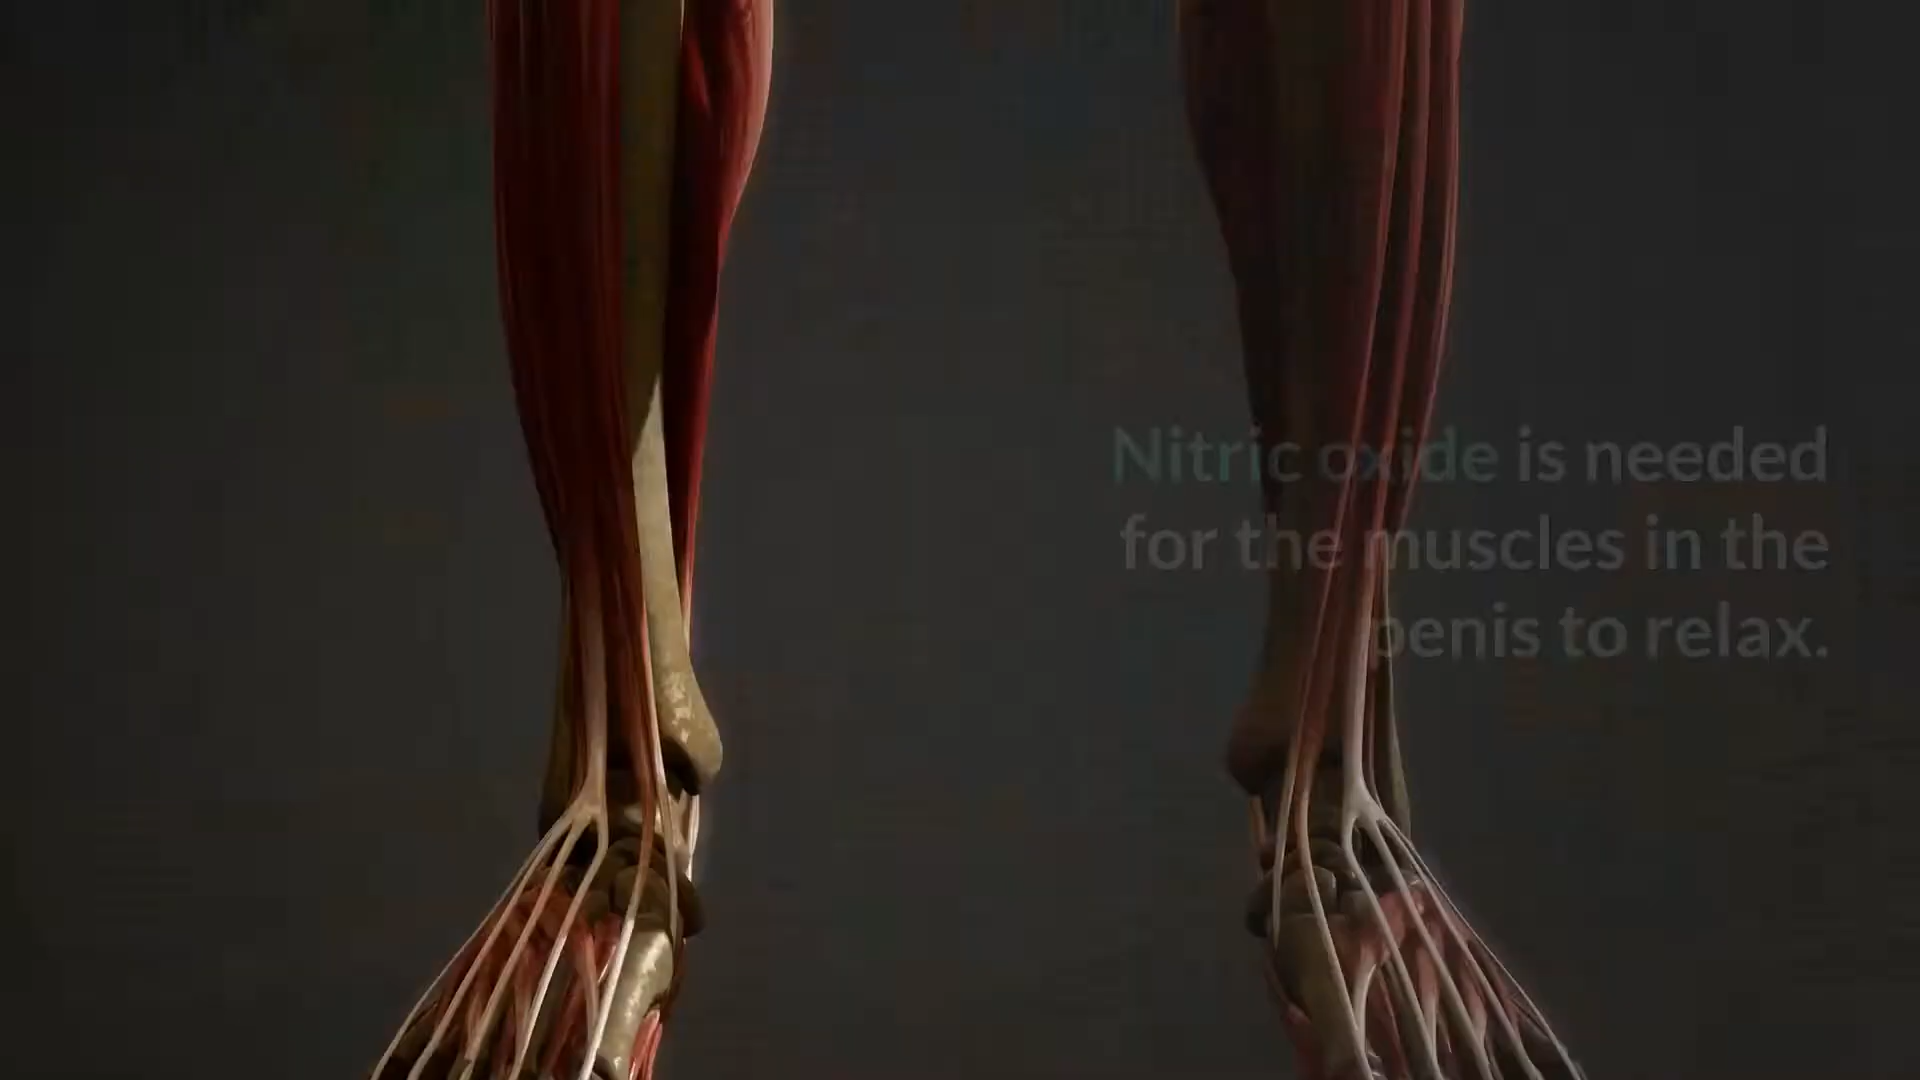 Nitric oxide is needed
for the muscles in the
penis to relax.